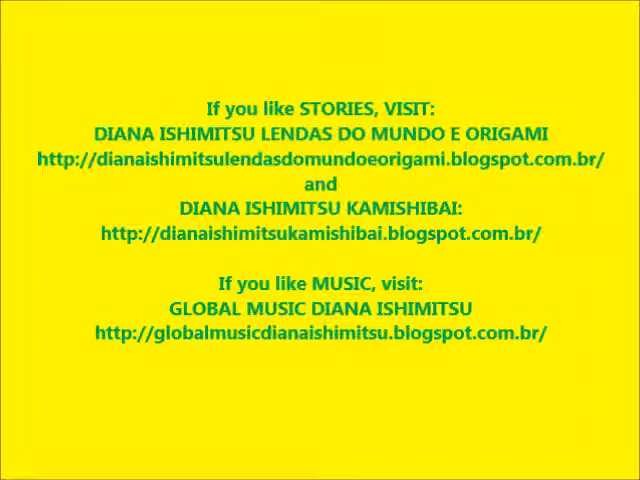 If you like STORIES, VISIT:
DIANA ISHIMITSU LENDAS DO MUNDO E ORIGAMI
http://dianaishimitsulendasdomundoeorigami.blogspot.com.br/
and
DIANA ISHIMITSU KAMISHIBAI:
http://dianaishimitsukamishibai.blogspot.com.br/
If you like MUSIC, visit:
GLOBAL MUSIC DIANA ISHIMITSU
http://globalmusicdianaishimitsu.blogspot.com.br/